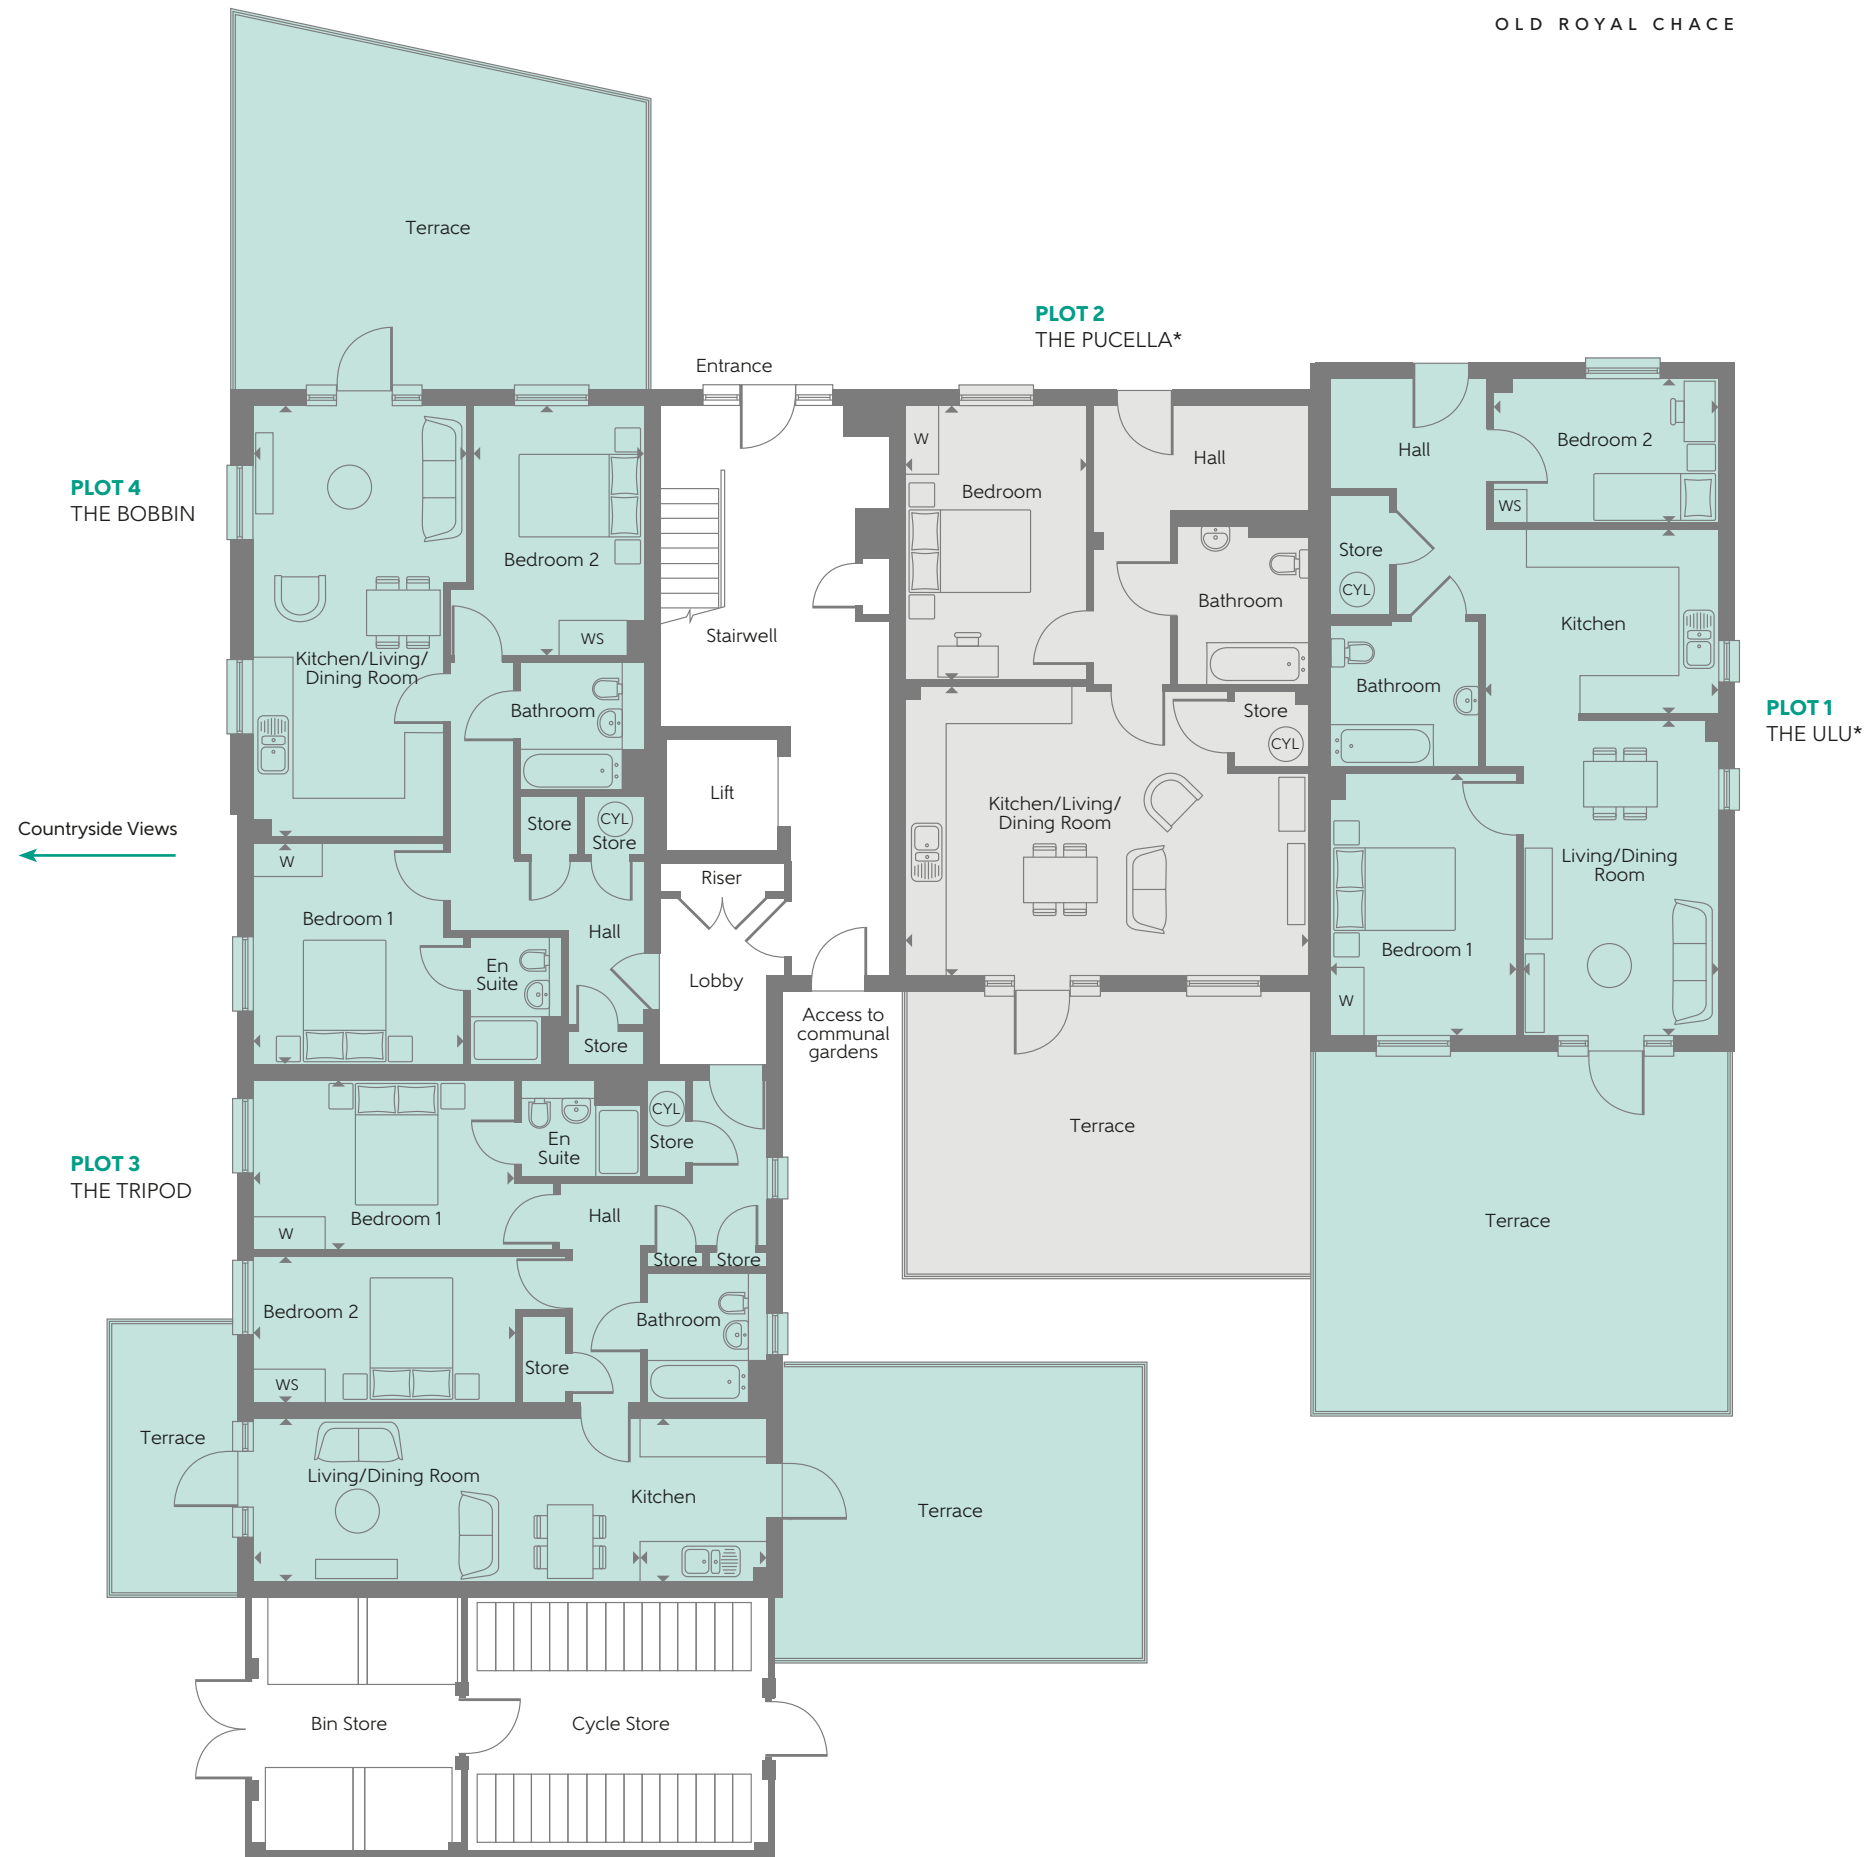 OLD ROYAL CHACE
Terrace
PLOT 2
THE PUCELLA*
Entrance
PLOT 4
THE BOBBIN
Kitchen/Living/
Dining Room
Bedroom 2
WS
Stairwell
Bathroom
Store
CYL
Store
Lift
Riser
Lobby
Countryside Views
W
Bedroom 1
En
Suite
Hall
Store
Access to
communal
gardens
W
Bedroom
Hall
Bathroom
Store
CYL
Kitchen/Living/
Dining Room
Terrace
Hall
Bedroom 2
WS
Store
CYL
Kitchen
Bathroom
PLOT 1
THE ULU*
Living/Dining
Room
Bedroom 1
W
Terrace
PLOT 3
THE TRIPOD
Bedroom 1
W
En
Suite
CYL
Store
Hall
Store
Store
Bedroom 2
WS
Store
Bathroom
Terrace
Living/Dining Room
Kitchen
Terrace
Bin Store
Cycle Store